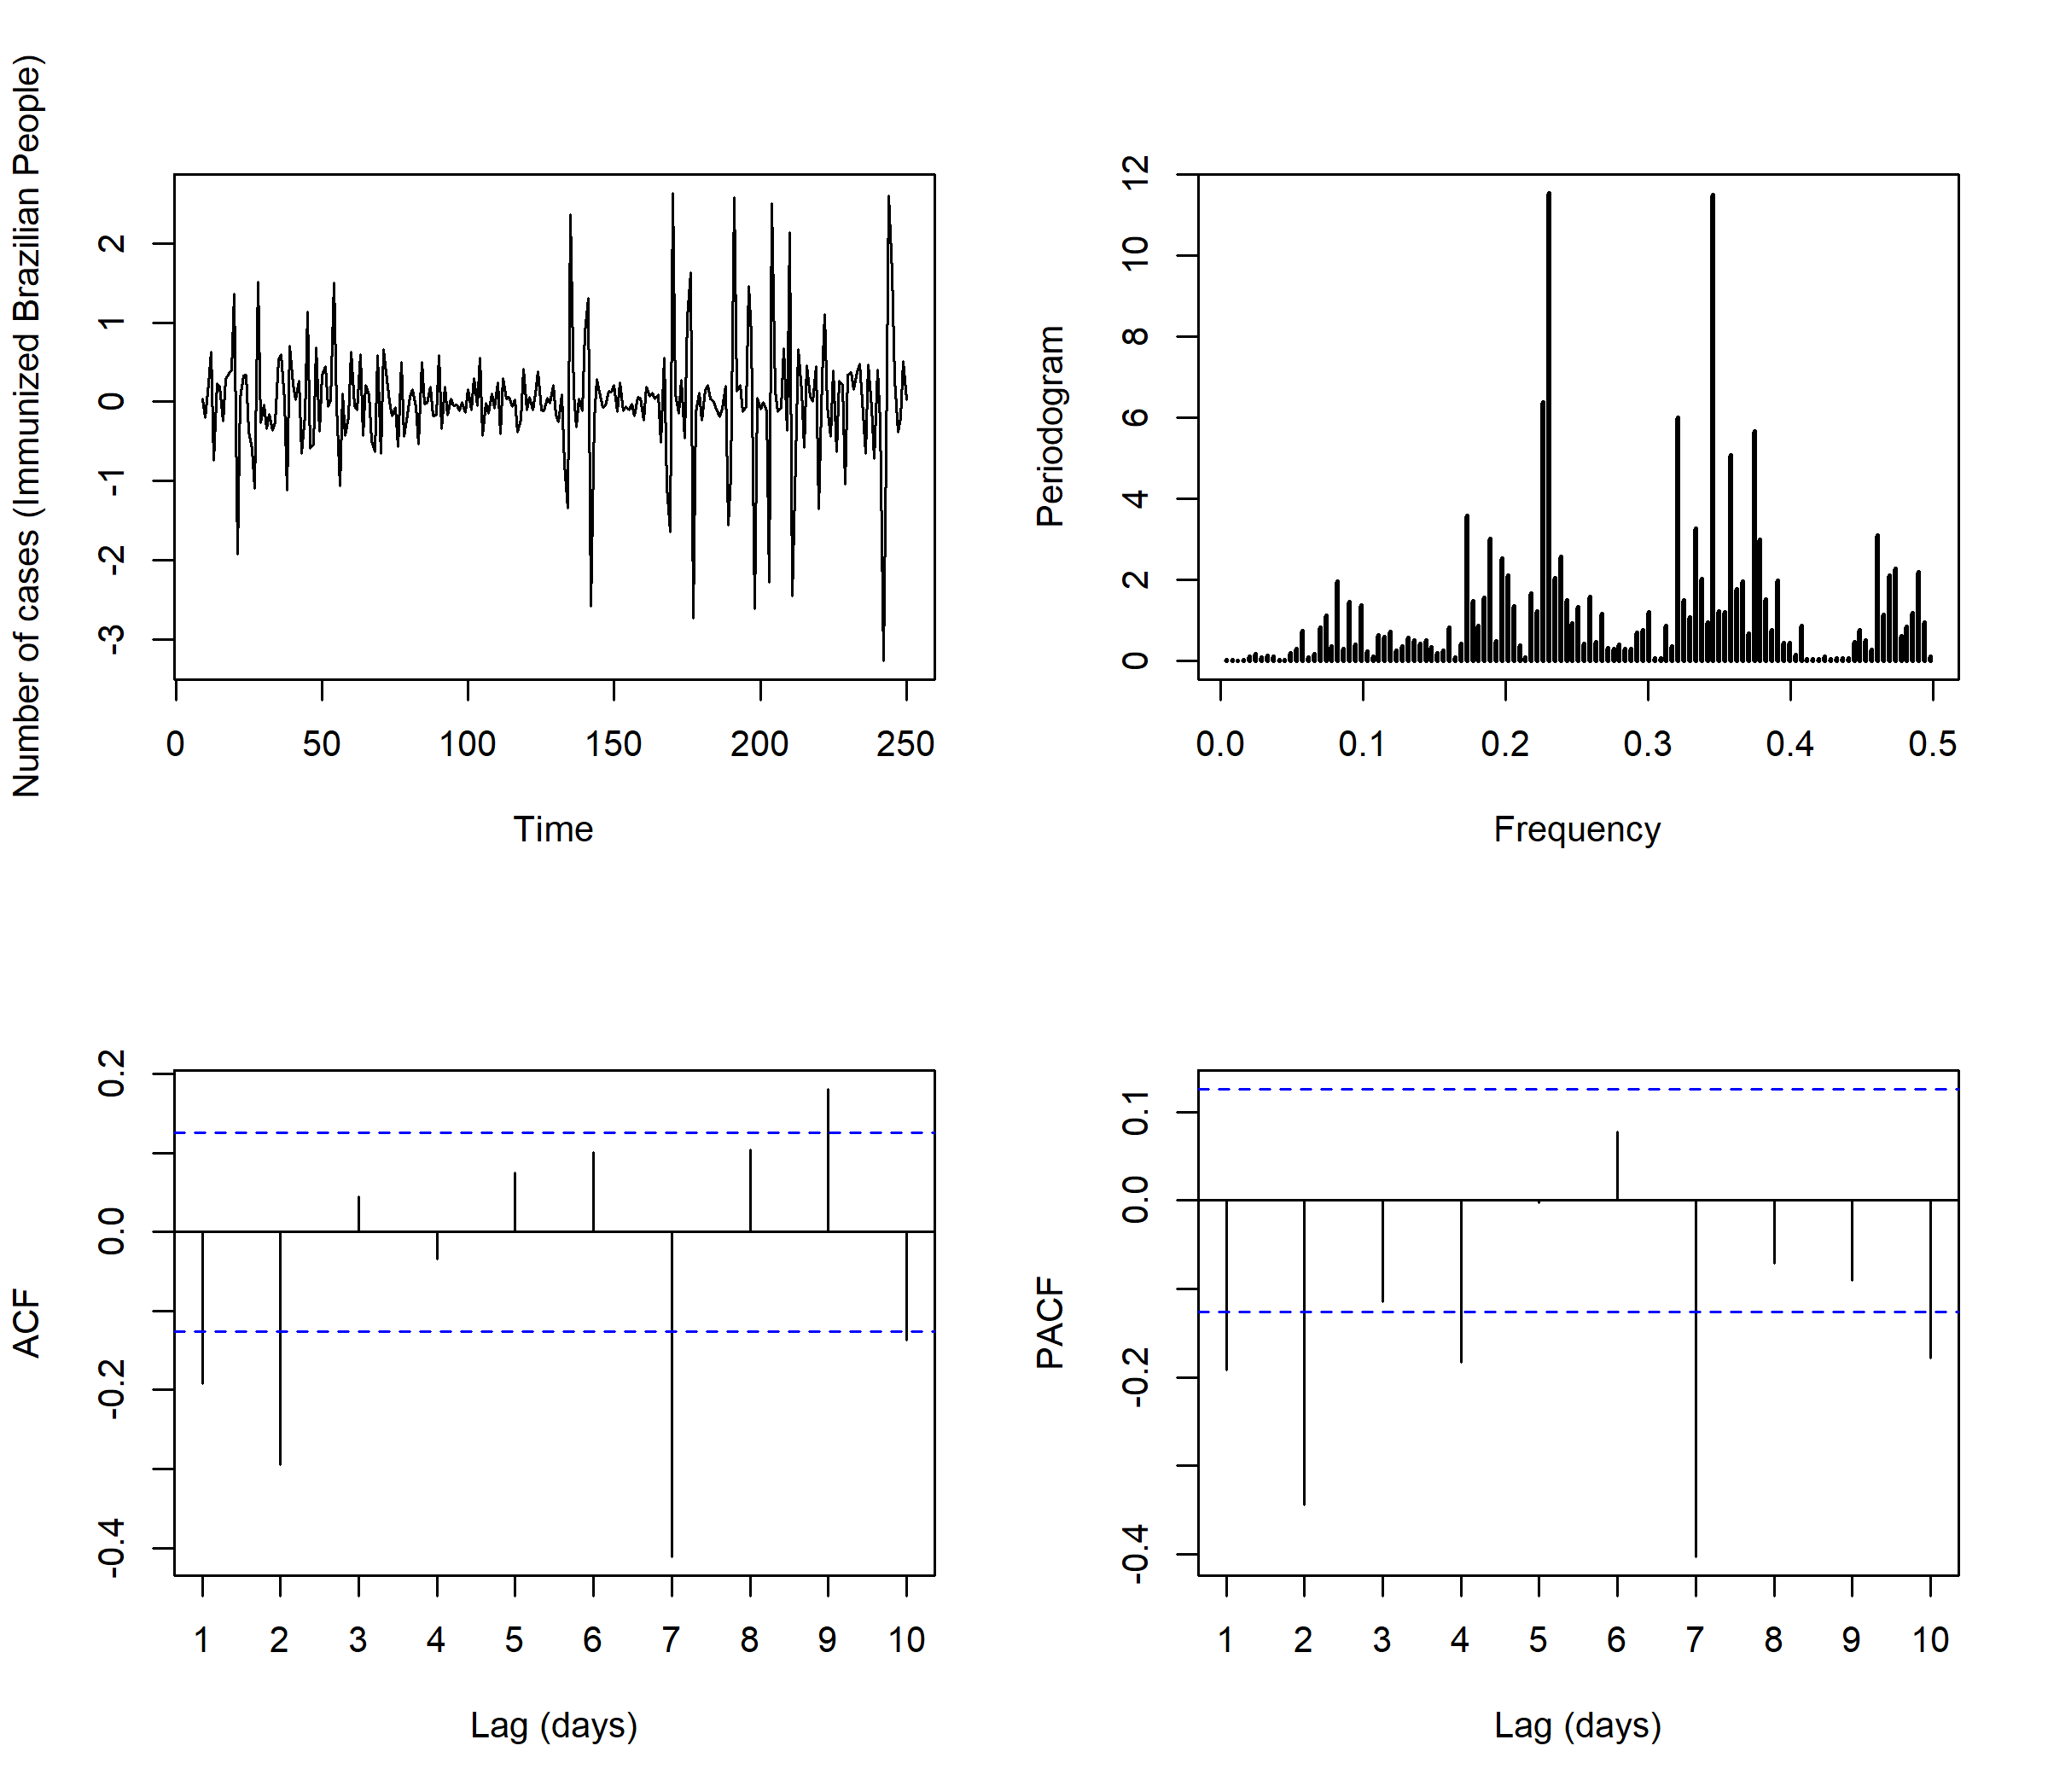 Number of cases (Immunized Brazilian People)
2
1
0
-1
-2
-3
0 50 100 150 200 250
Time
Periodogram
12
10
8
6
4
2
0
0.0 0.1 0.2 0.3 0.4 0.5
Frequency
ACF
0.2
0.0
-0.2
-0.4
1 2 3 4 5 6 7 8 9 10
Lag (days)
PACF
0.1
0.0
-0.2
-0.4
1 2 3 4 5 6 7 8 9 10
Lag (days)